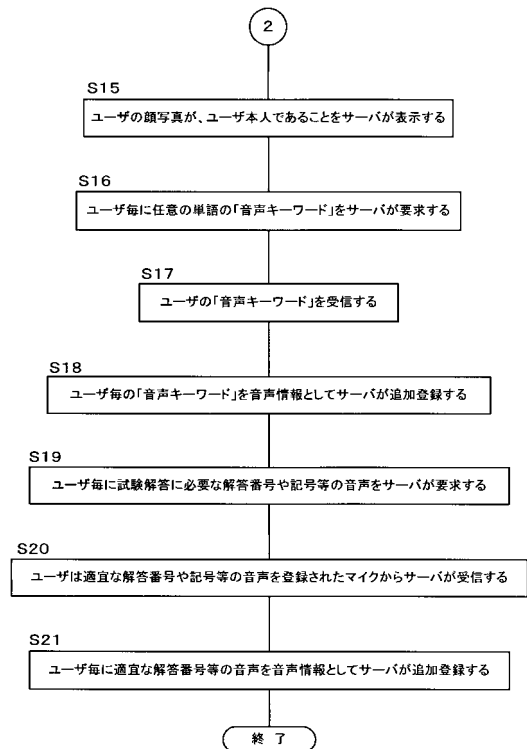 2
S15
ユーザの顔写真が、ユーザ本人であることをサーバが表示する
S16
ユーザ毎に任意の単語の「音声キーワード」をサーバが要求する
S17
ユーザの「音声キーワード」を受信する
S18
ユーザ毎の「音声キーワード」を音声情報としてサーバが追加登録する
S19
ユーザ毎に試験解答に必要な解答番号や記号等の音声をサーバが要求する
S20
ユーザは適宜な解答番号や記号等の音声を登録されたマイクからサーバが受信する
S21
ユーザ毎に適宜な解答番号等の音声を音声情報としてサーバが追加登録する
終了